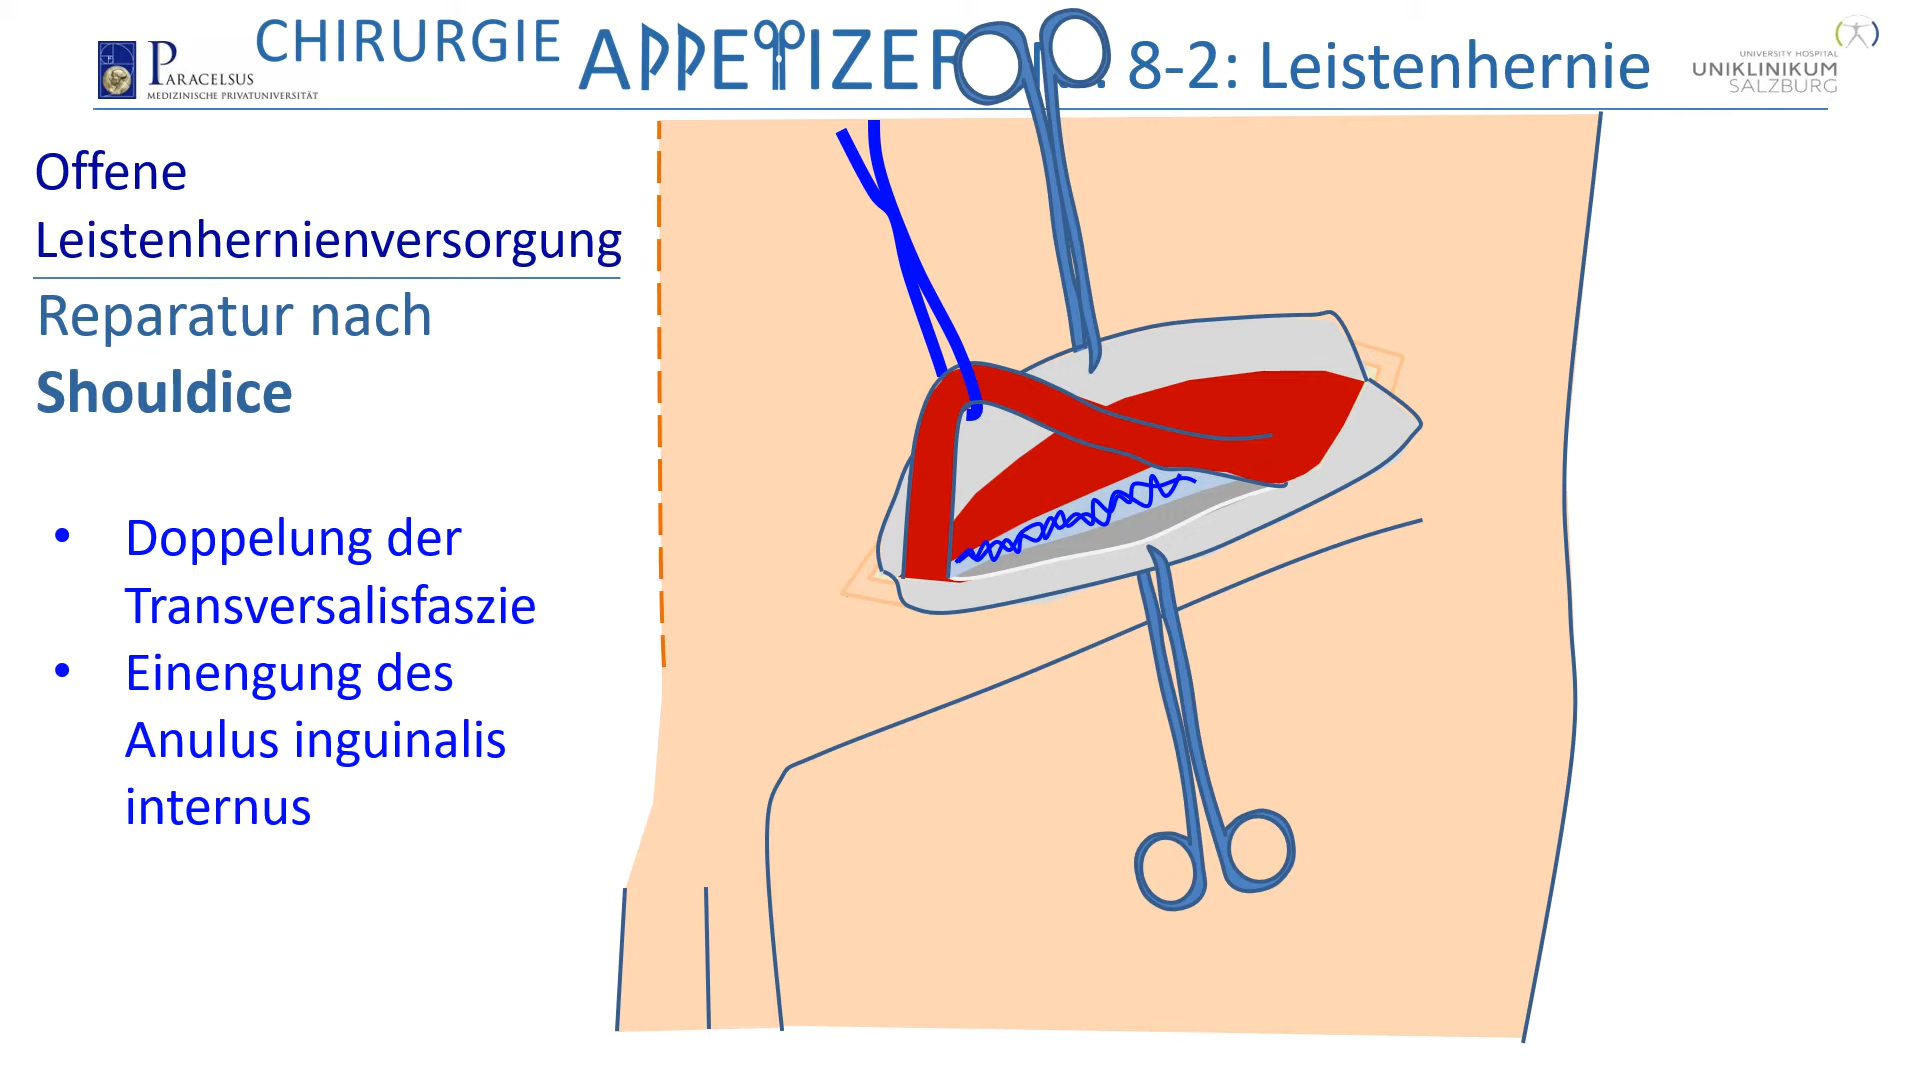 PARACELSUS
MEDIZINISCHE PRIVATUNIVERSITÄT
CHIRURGIE APPETIZER 8-2: Leistenhernie
UNIVERSITY HOSPITAL
UNIKLINIKUM
SALZBURG
Offene
Leistenhernienversorgung
Reparatur nach
Shouldice
• Doppelung der
Transversalisfaszie
• Einengung des
Anulus inguinalis
internus